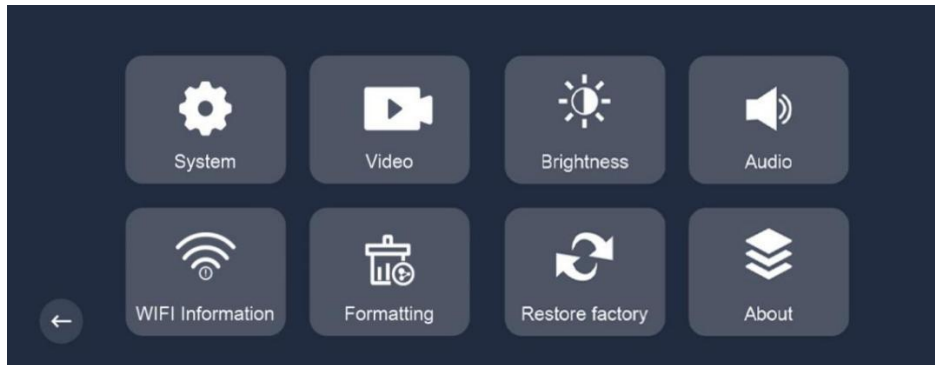 System
Video
Brightness
Audio
WIFI Information
Formatting
Restore factory
About